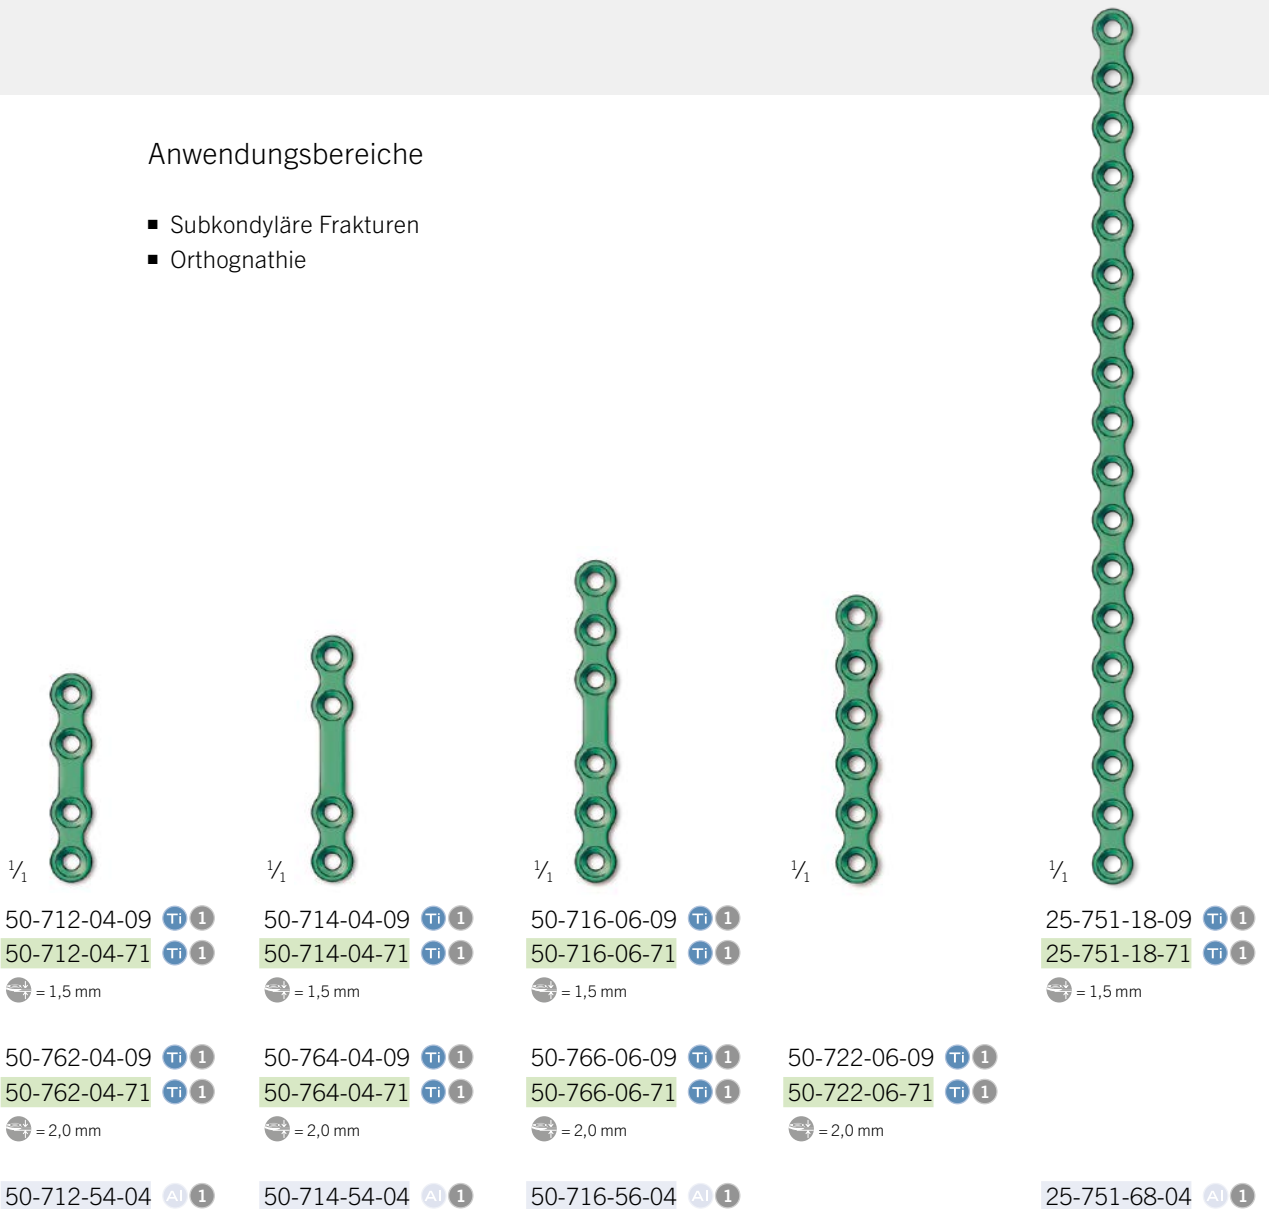 Anwendungsbereiche
■ Subkondyläre Frakturen
■ Orthognathie
1/1 1/1 1/1 1/1 1/1
50-712-04-09 Ti 1 50-714-04-09 Ti 1 50-716-06-09 Ti 1 25-751-18-09 Ti 1
50-712-04-71 Ti 1 50-714-04-71 Ti 1 50-716-06-71 Ti 1 25-751-18-71 Ti 1
= 1,5 mm = 1,5 mm = 1,5 mm = 1,5 mm
50-762-04-09 Ti 1 50-764-04-09 Ti 1 50-766-06-09 Ti 1 50-722-06-09 Ti 1
50-762-04-71 Ti 1 50-764-04-71 Ti 1 50-766-06-71 Ti 1 50-722-06-71 Ti 1
= 2,0 mm = 2,0 mm = 2,0 mm = 2,0 mm
50-712-54-04 Al 1 50-714-54-04 Al 1 50-716-56-04 Al 1 25-751-68-04 Al 1